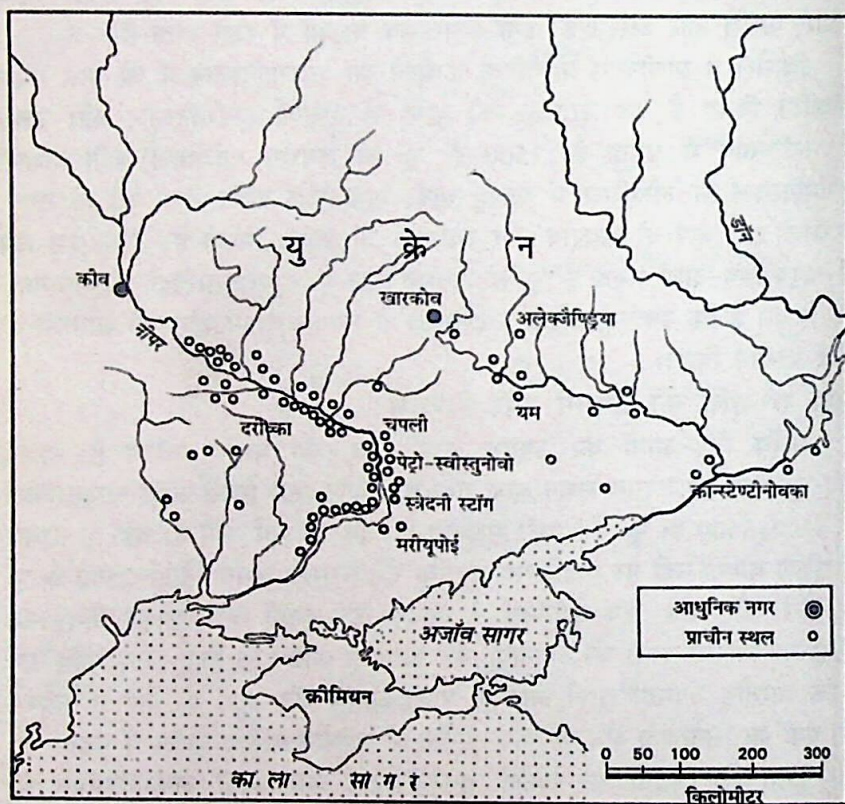 यु क्रे न
डॉन
कीव
खारकोव
नीपर
अलेक्जैण्ड्रिया
यम
दरीव्का
चपली
पेट्रो-स्वीस्तुनोवो
स्त्रेदनी स्टॉग
मरीयूपोई
कोन्स्टेण्टीनोवका
आधुनिक नगर
प्राचीन स्थल
अजॉव सागर
क्रीमियन
काला सागर
0 50 100 200 300
किलोमीटर